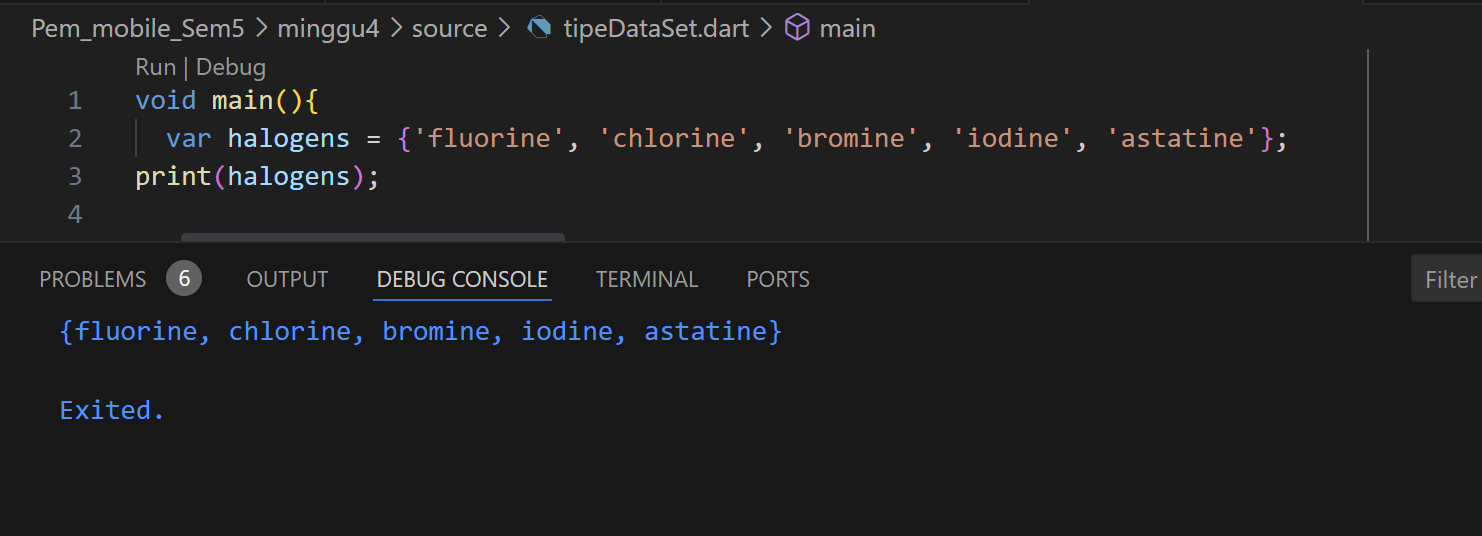 Pem_mobile_Sem5 > minggu4 > source > tipeDataSet.dart > main
Run | Debug
1 void main(){
2 var halogens = {'fluorine', 'chlorine', 'bromine', 'iodine', 'astatine'};
3 print(halogens);
4
PROBLEMS 6 OUTPUT DEBUG CONSOLE TERMINAL PORTS Filter
{fluorine, chlorine, bromine, iodine, astatine}
Exited.